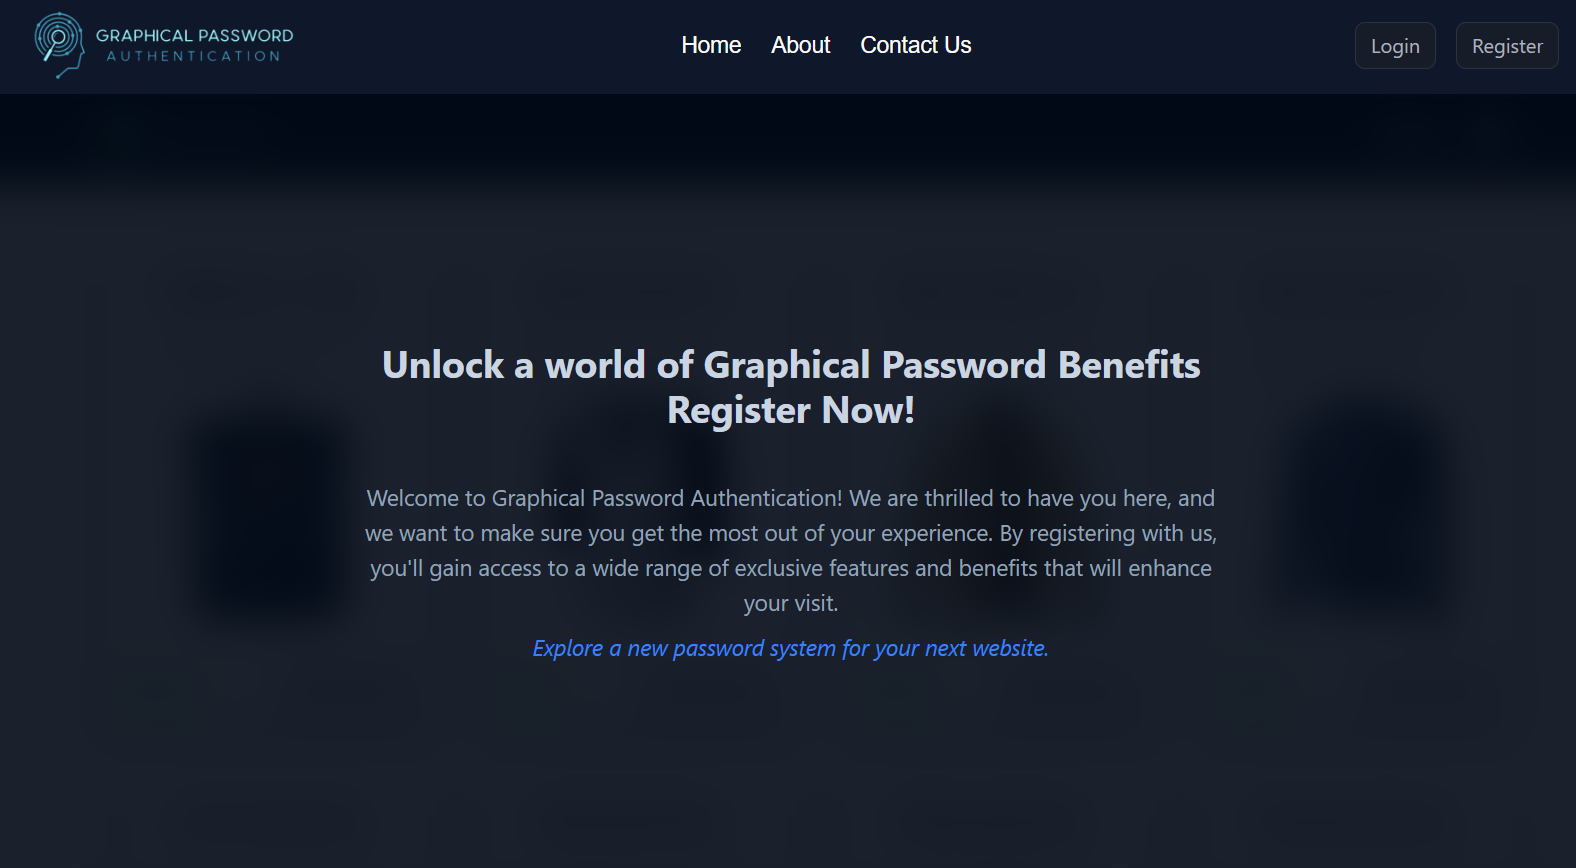 GRAPHICAL PASSWORD
AUTHENTICATION
Home
About
Contact Us
Login
Register
Unlock a world of Graphical Password Benefits
Register Now!
Welcome to Graphical Password Authentication! We are thrilled to have you here, and
we want to make sure you get the most out of your experience. By registering with us,
you'll gain access to a wide range of exclusive features and benefits that will enhance
your visit.
Explore a new password system for your next website.